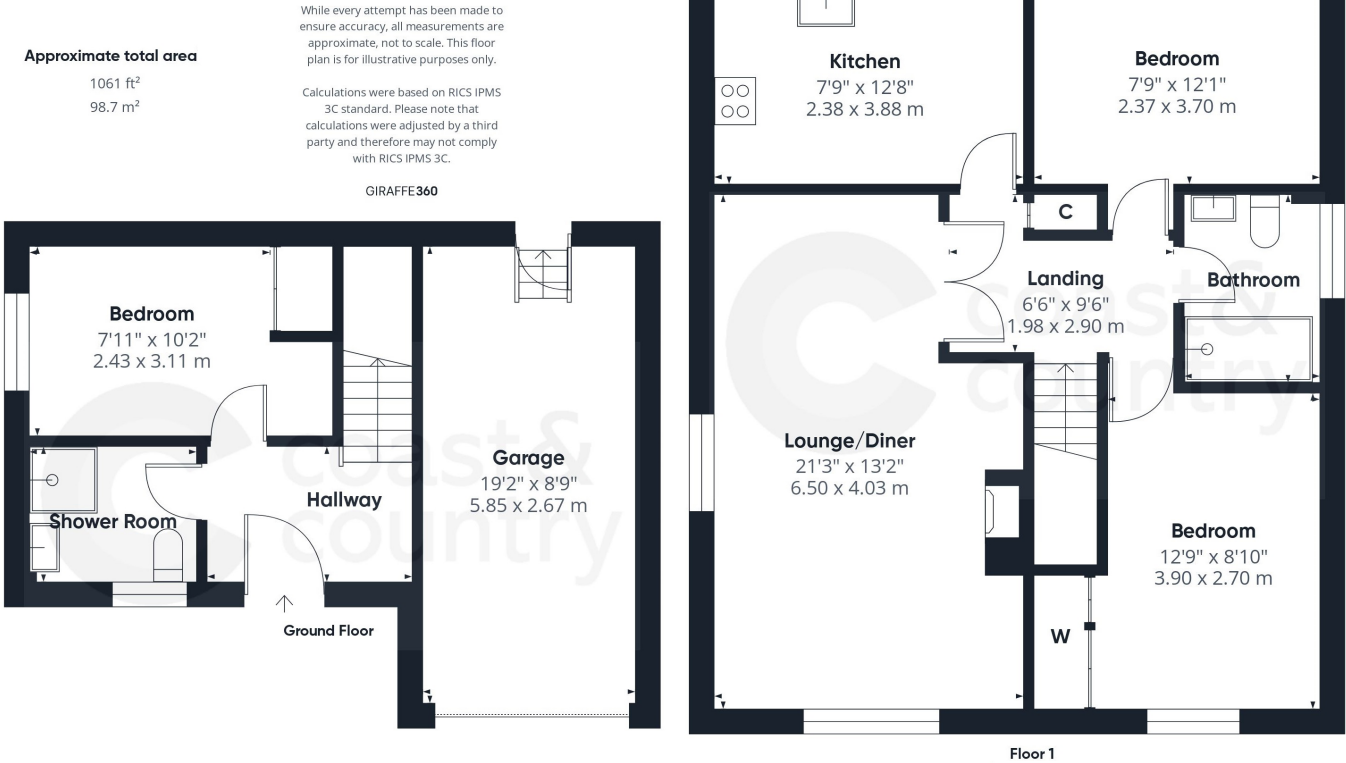 While every attempt has been made to
ensure accuracy, all measurements are
approximate, not to scale. This floor
plan is for illustrative purposes only.
Calculations were based on RICS IPMS
3C standard. Please note that
calculations were adjusted by a third
party and therefore may not comply
with RICS IPMS 3C.
GIRAFFE360
Approximate total area
1061 ft²
98.7 m²
Bedroom
7'11" x 10'2"
2.43 x 3.11 m
Shower Room
Hallway
Garage
19'2" x 8'9"
5.85 x 2.67 m
Ground Floor
coast &
country
Kitchen
7'9" x 12'8"
2.38 x 3.88 m
Bedroom
7'9" x 12'1"
2.37 x 3.70 m
C
Landing
6'6" x 9'6"
1.98 x 2.90 m
Bathroom
Lounge/Diner
21'3" x 13'2"
6.50 x 4.03 m
Bedroom
12'9" x 8'10"
3.90 x 2.70 m
W
Floor 1
coast &
country